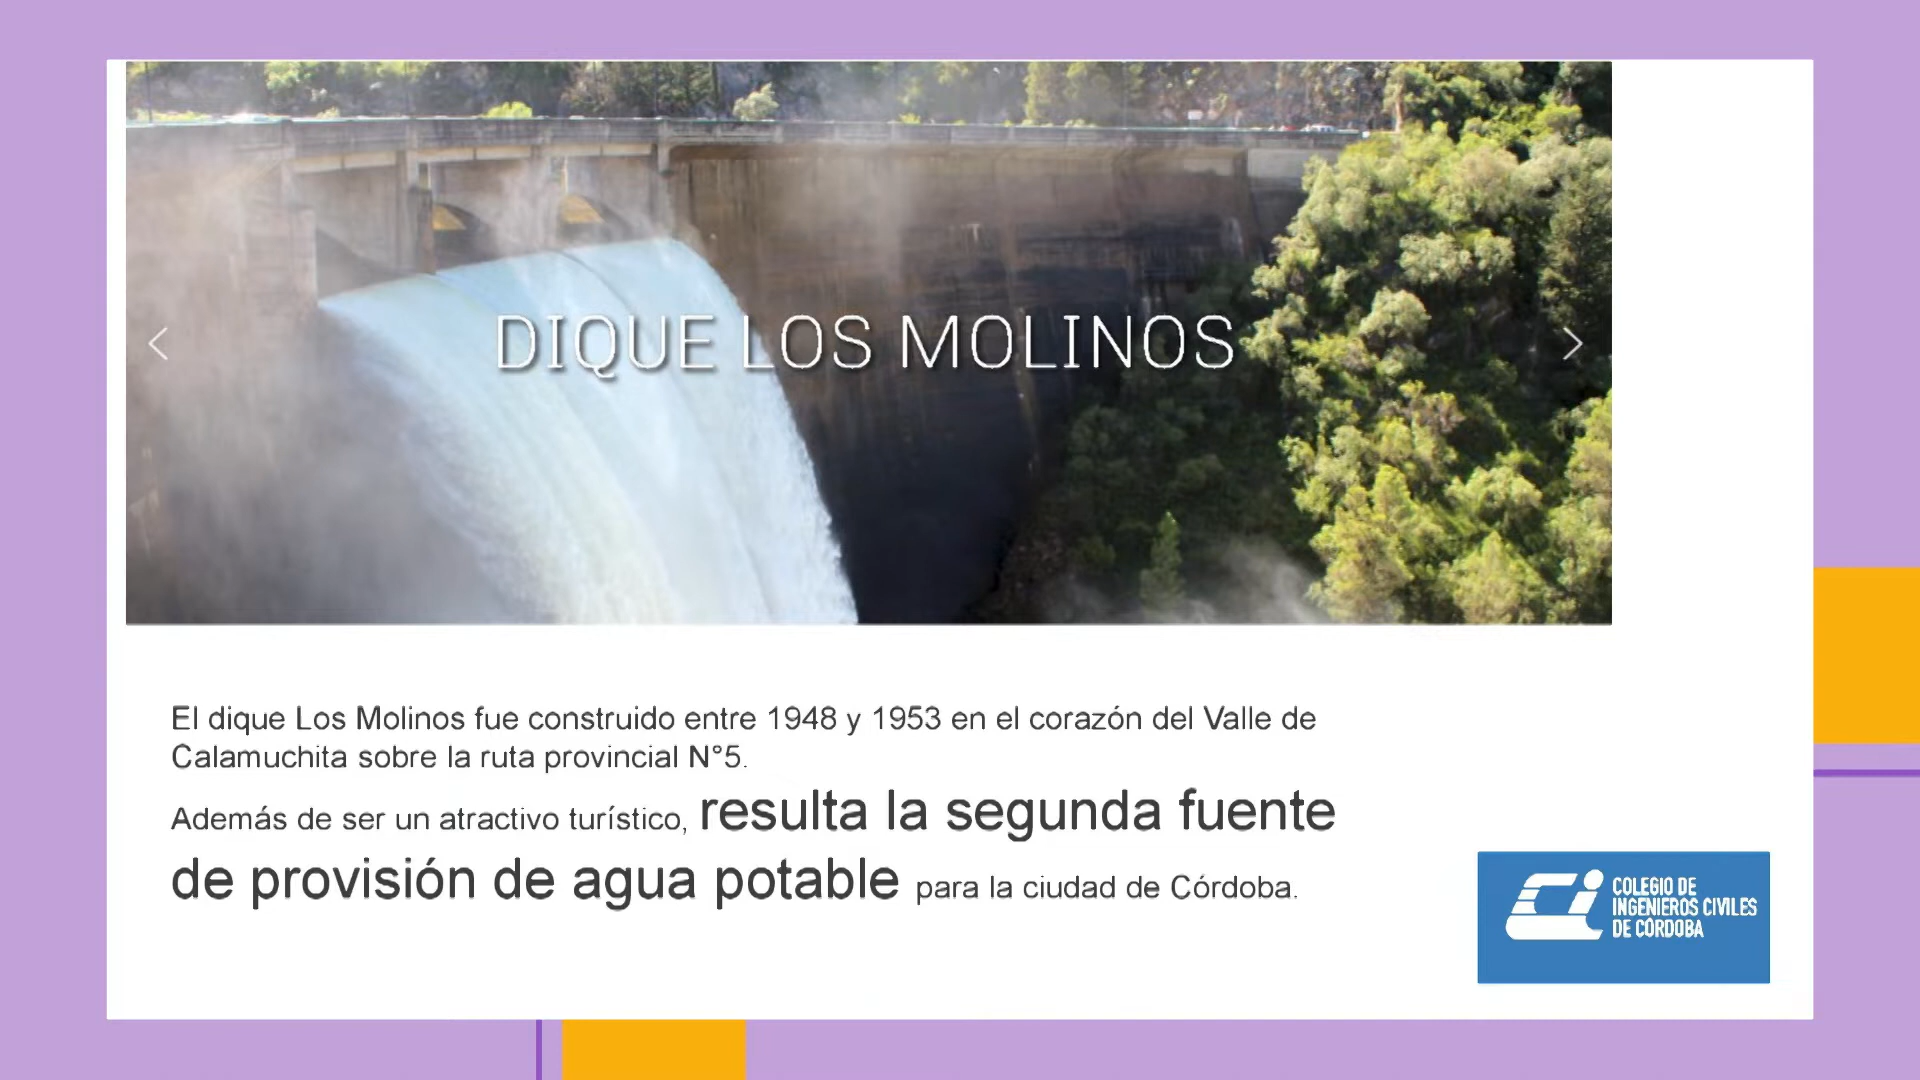 DIQUE LOS MOLINOS
El dique Los Molinos fue construido entre 1948 y 1953 en el corazón del Valle de
Calamuchita sobre la ruta provincial N°5.
Además de ser un atractivo turístico, resulta la segunda fuente
de provisión de agua potable para la ciudad de Córdoba.
COLEGIO DE
INGENIEROS CIVILES
DE CÓRDOBA